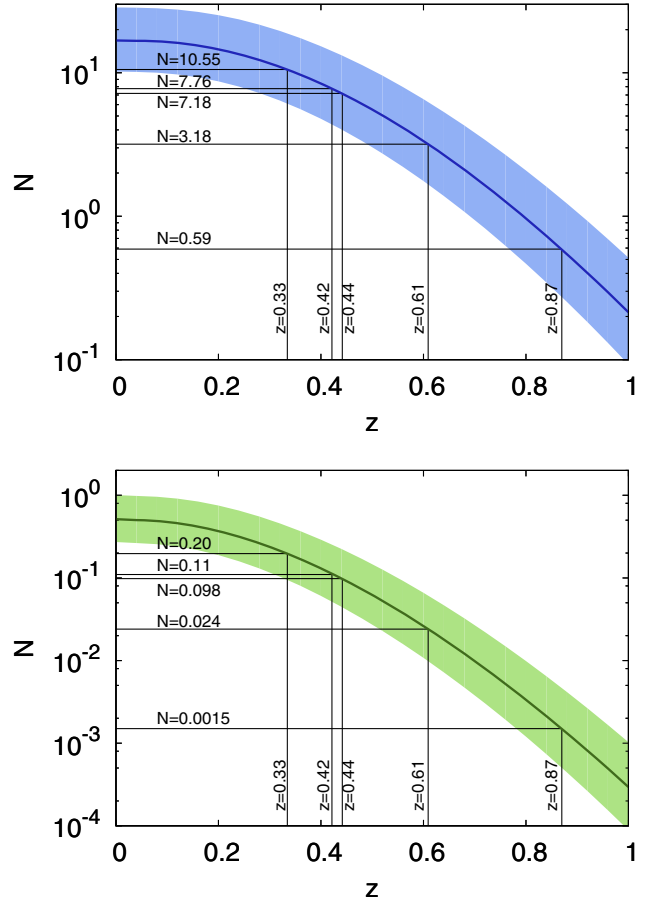 10^1
10^0
10^-1
N
N=10.55
N=7.76
N=7.18
N=3.18
N=0.59
z=0.33
z=0.42
z=0.44
z=0.61
z=0.87
0 0.2 0.4 0.6 0.8 1
z
10^0
10^-1
10^-2
10^-3
10^-4
N
N=0.20
N=0.11
N=0.098
N=0.024
N=0.0015
z=0.33
z=0.42
z=0.44
z=0.61
z=0.87
0 0.2 0.4 0.6 0.8 1
z